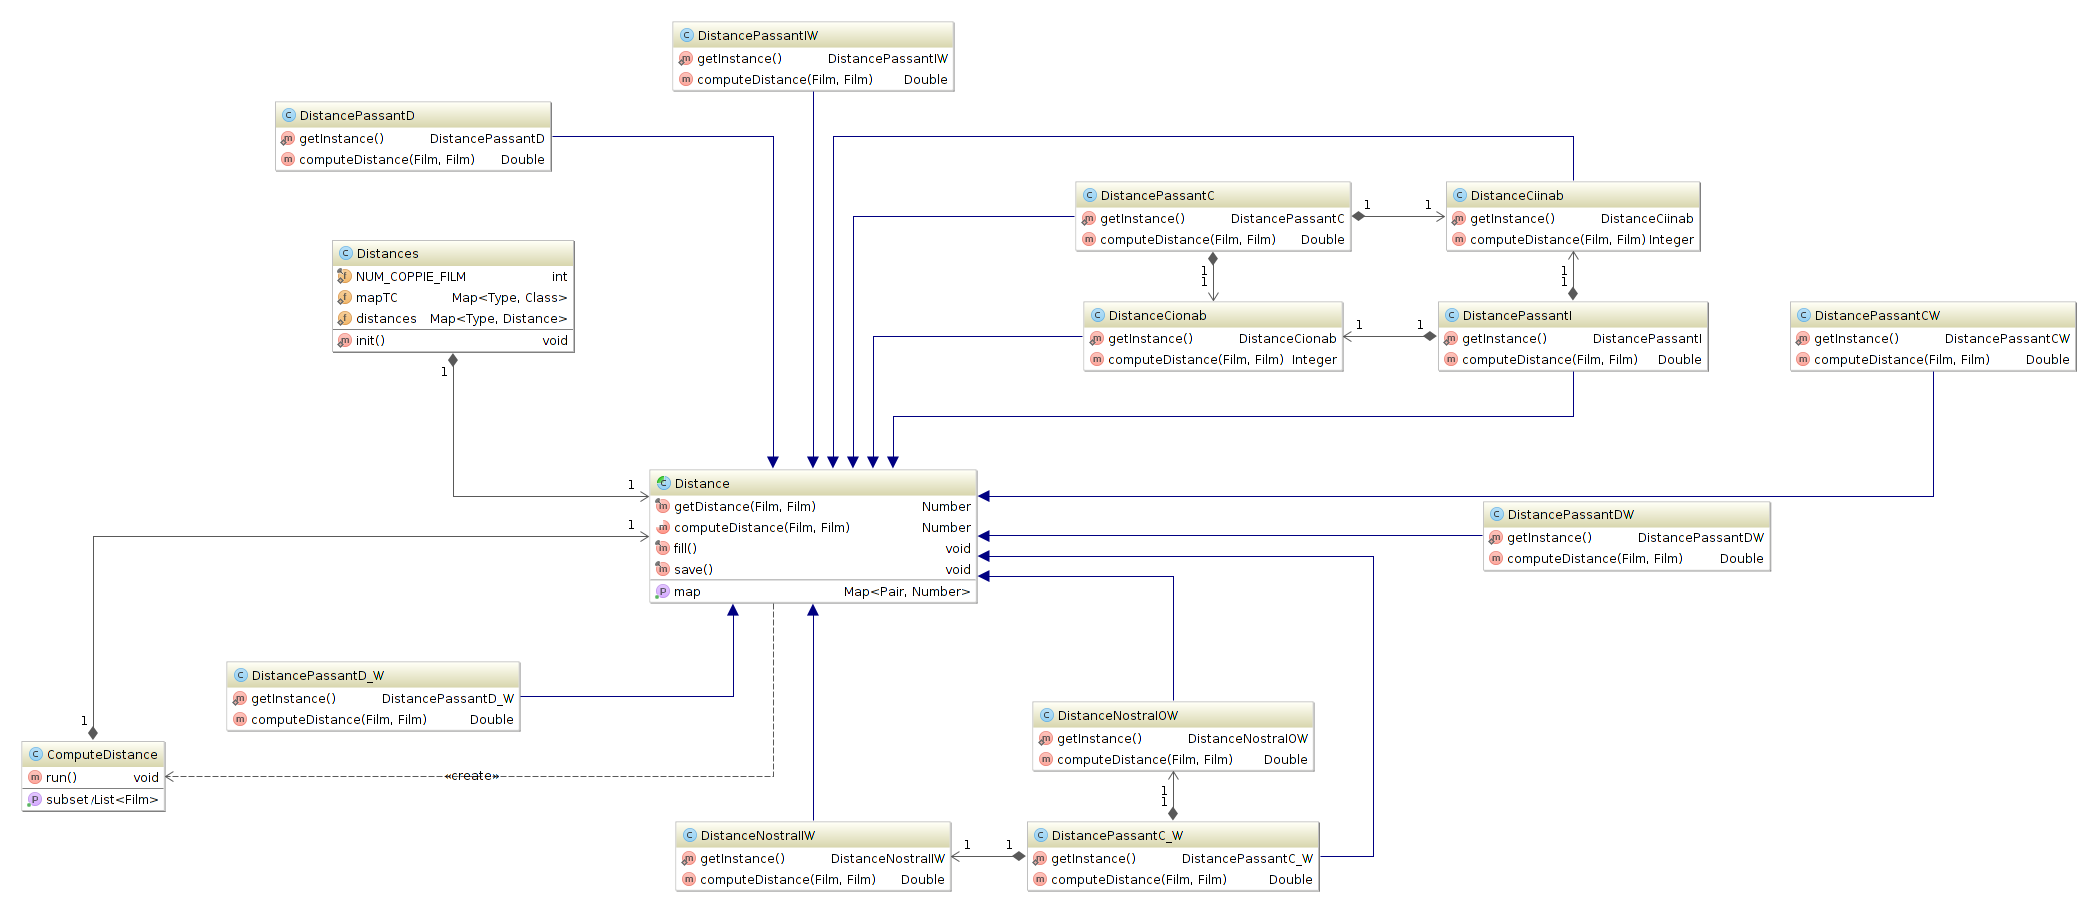 DistancePassantIW
getInstance() DistancePassantIW
computeDistance(Film, Film) Double
DistancePassantD
getInstance() DistancePassantD
computeDistance(Film, Film) Double
DistancePassantC
getInstance() DistancePassantC
computeDistance(Film, Film) Double
1 1
DistanceCiinab
getInstance() DistanceCiinab
computeDistance(Film, Film) Integer
Distances
NUM_COPPIE_FILM int
mapTC Map<Type, Class>
distances Map<Type, Distance>
init() void
1
1
1
1
1
DistanceCionab
getInstance() DistanceCionab
computeDistance(Film, Film) Integer
1 1
DistancePassantI
getInstance() DistancePassantI
computeDistance(Film, Film) Double
DistancePassantCW
getInstance() DistancePassantCW
computeDistance(Film, Film) Double
1
1
Distance
getDistance(Film, Film) Number
computeDistance(Film, Film) Number
fill() void
save() void
map Map<Pair, Number>
DistancePassantDW
getInstance() DistancePassantDW
computeDistance(Film, Film) Double
DistancePassantD_W
getInstance() DistancePassantD_W
computeDistance(Film, Film) Double
1
ComputeDistance
run() void
subset List<Film>
«create»
DistanceNostraIOW
getInstance() DistanceNostraIOW
computeDistance(Film, Film) Double
1
1
DistanceNostraIIW
getInstance() DistanceNostraIIW
computeDistance(Film, Film) Double
1 1
DistancePassantC_W
getInstance() DistancePassantC_W
computeDistance(Film, Film) Double